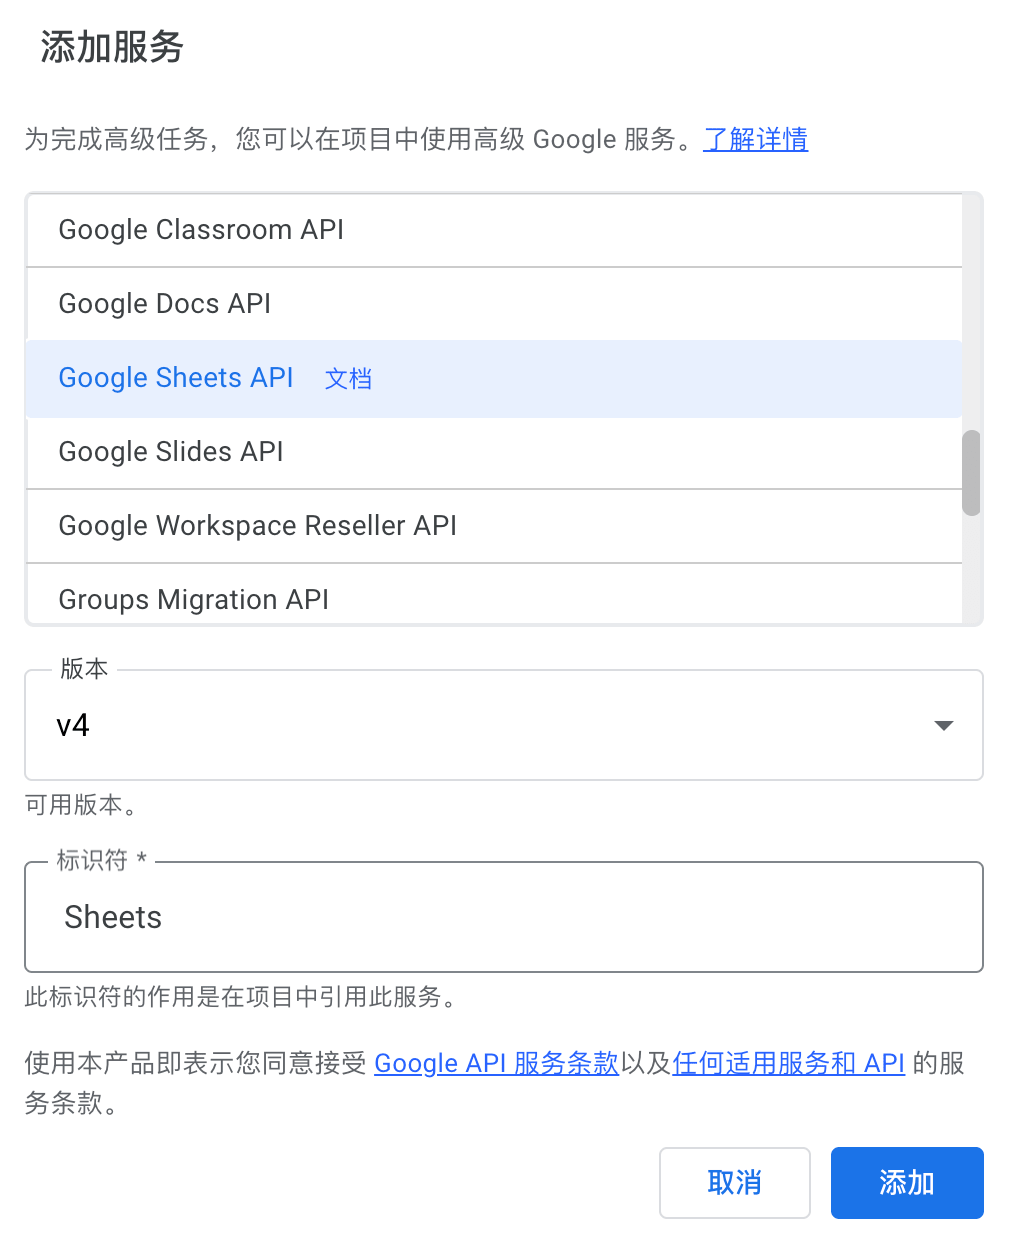 添加服务
为完成高级任务，您可以在项目中使用高级 Google 服务。了解详情
Google Classroom API
Google Docs API
Google Sheets API 文档
Google Slides API
Google Workspace Reseller API
Groups Migration API
版本
v4
可用版本。
标识符 *
Sheets
此标识符的作用是在项目中引用此服务。
使用本产品即表示您同意接受 Google API 服务条款以及任何适用服务和 API 的服
务条款。
取消 添加